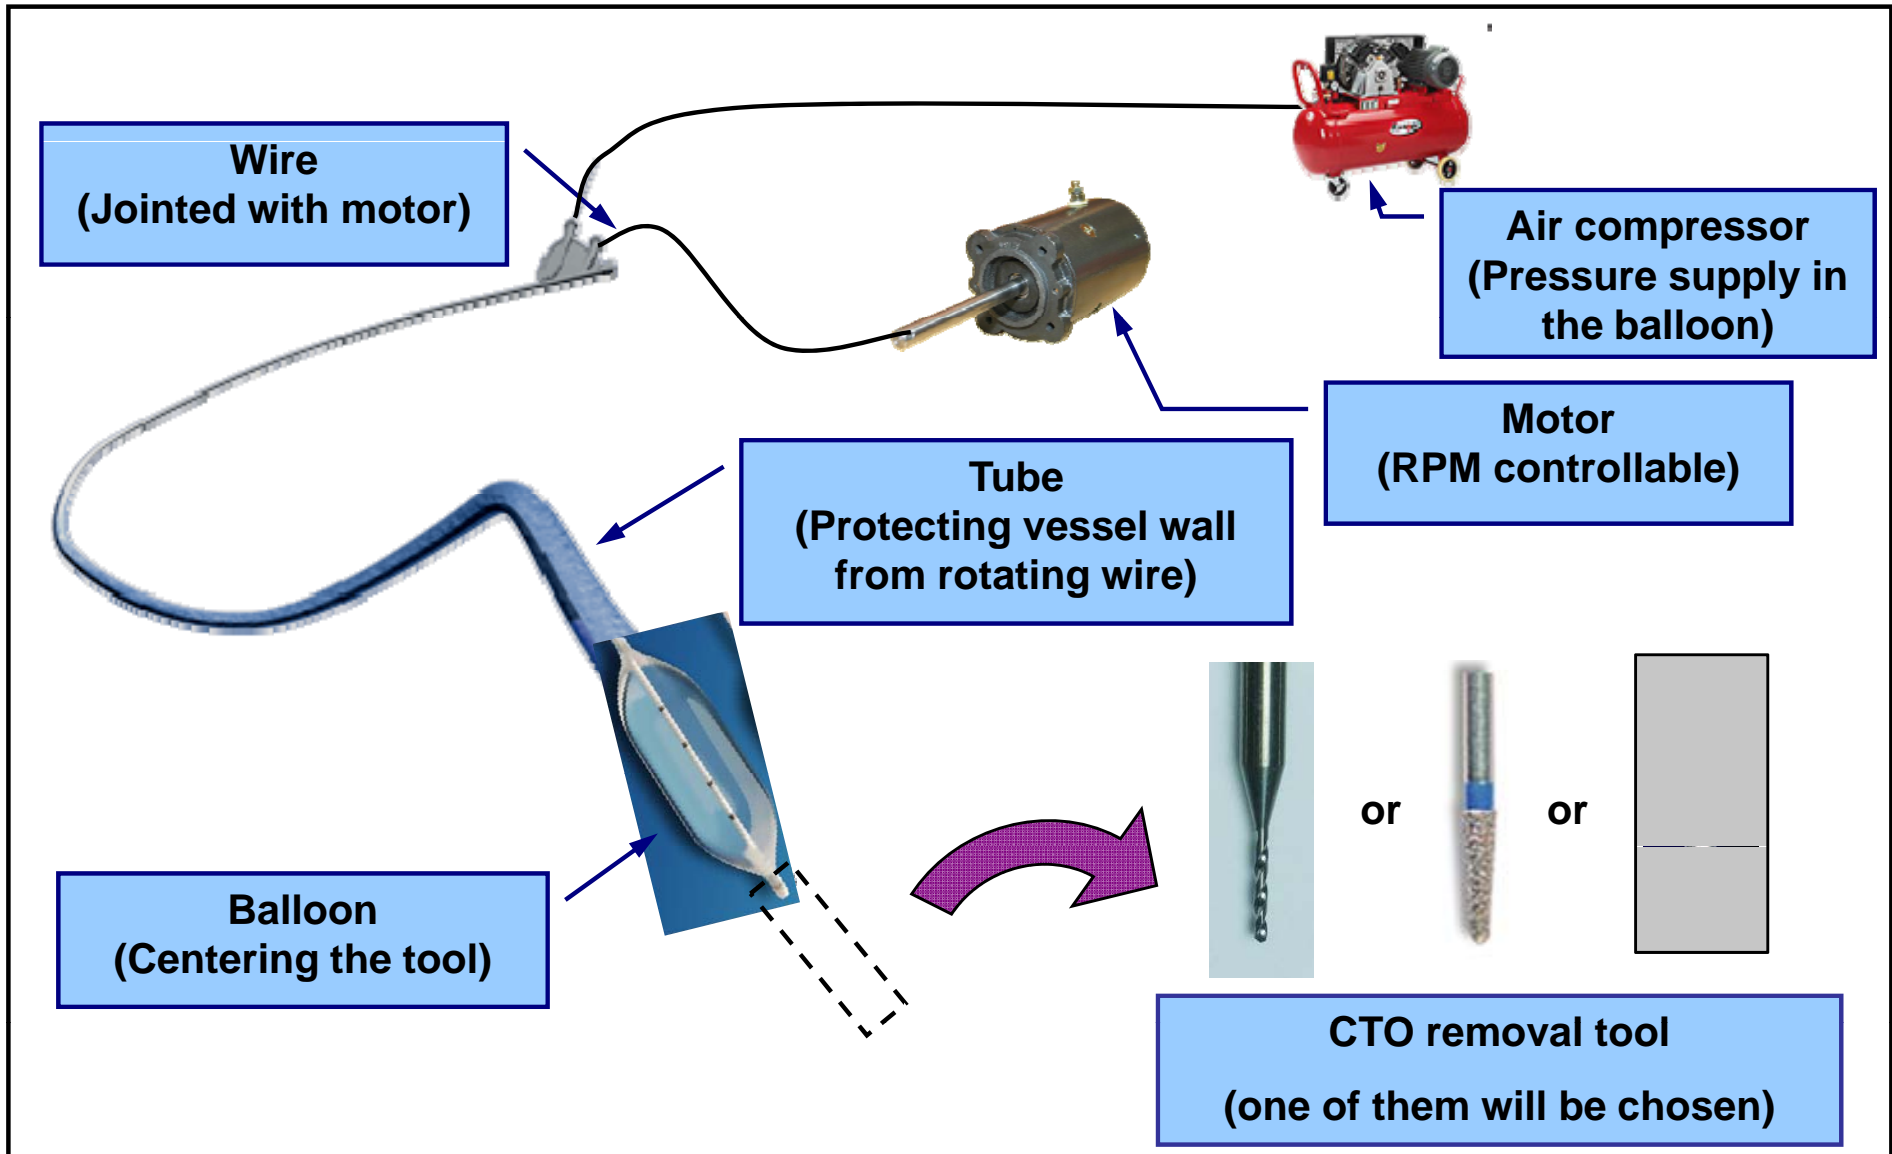 Wire
(Jointed with motor)
Air compressor
(Pressure supply in
the balloon)
Motor
(RPM controllable)
Tube
(Protecting vessel wall
from rotating wire)
Balloon
(Centering the tool)
or
or
CTO removal tool
(one of them will be chosen)